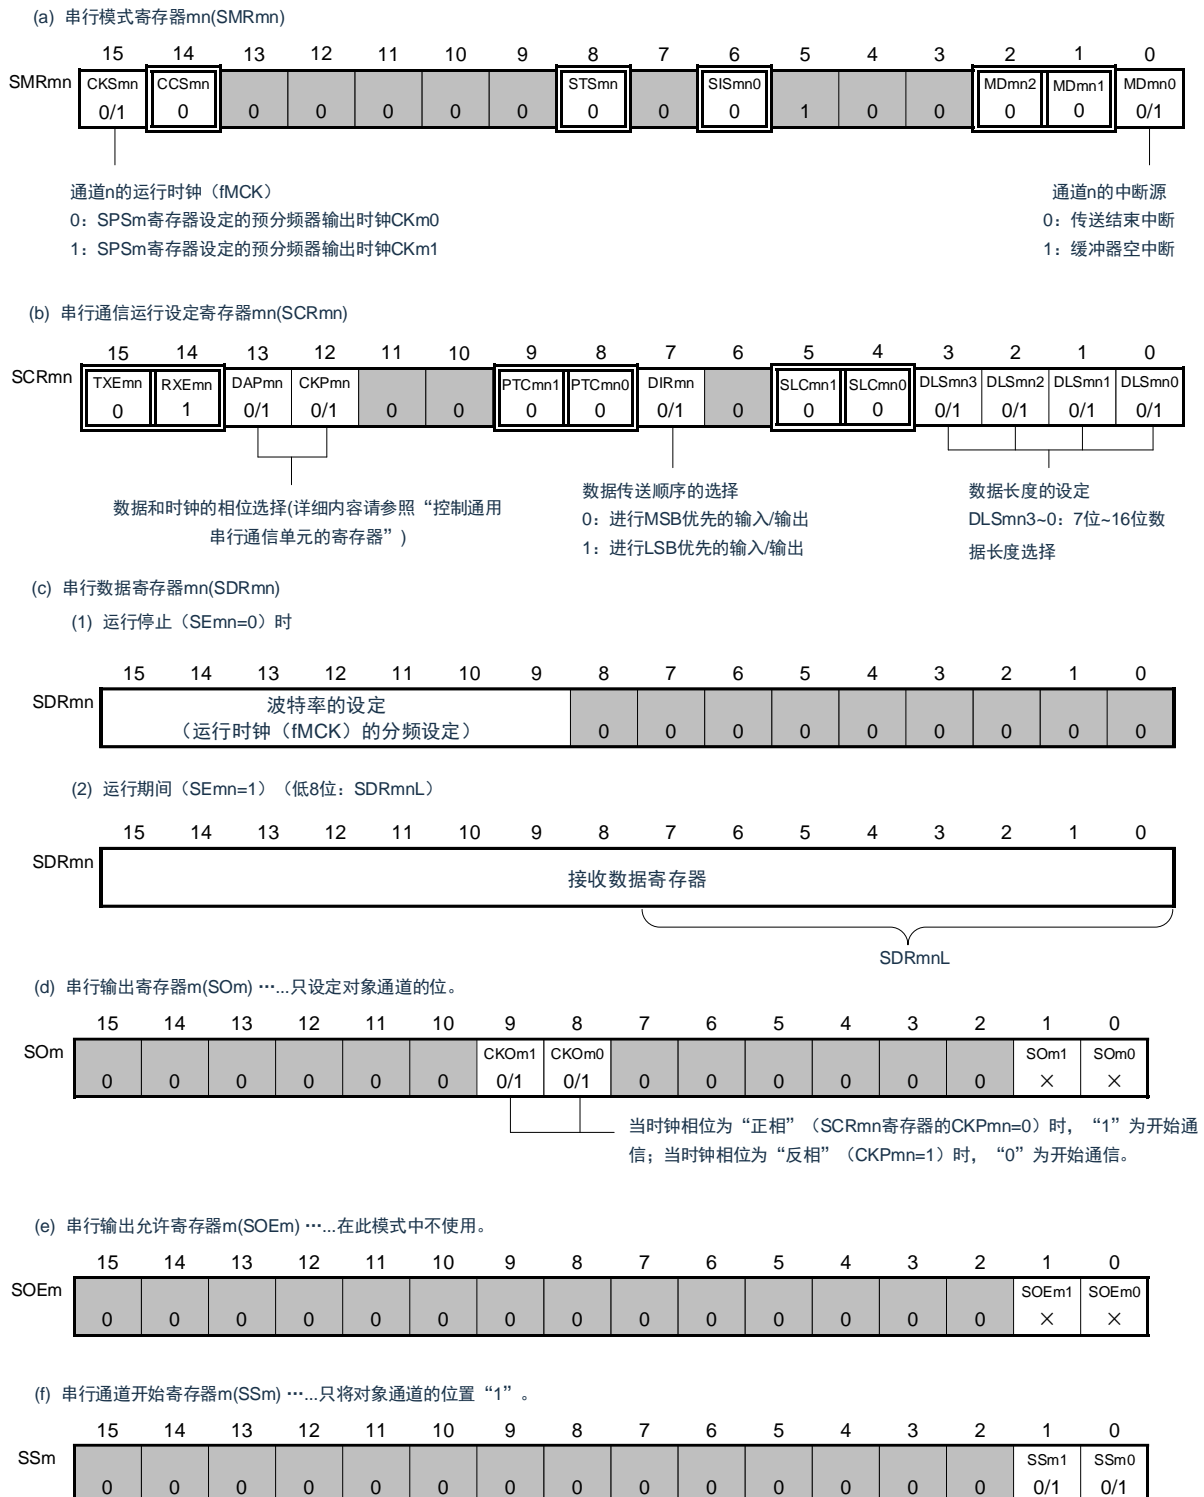 (a) 串行模式寄存器mn(SMRmn)
15 14 13 12 11 10 9 8 7 6 5 4 3 2 1 0
SMRmn CKSmn CCSmn STSmn SISmn0 MDmn2 MDmn1 MDmn0
0/1 0 0 0 0 0 0 0 0 0 1 0 0 0 0 0/1
通道n的运行时钟（fMCK）
0：SPSm寄存器设定的预分频器输出时钟CKm0
1：SPSm寄存器设定的预分频器输出时钟CKm1
通道n的中断源
0：传送结束中断
1：缓冲器空中断
(b) 串行通信运行设定寄存器mn(SCRmn)
15 14 13 12 11 10 9 8 7 6 5 4 3 2 1 0
SCRmn TXEmn RXEmn DAPmn CKPmn PTCmn1 PTCmn0 DIRmn SLCmn1 SLCmn0 DLSmn3 DLSmn2 DLSmn1 DLSmn0
0 1 0/1 0/1 0 0 0 0 0/1 0 0 0 0/1 0/1 0/1 0/1
数据和时钟的相位选择(详细内容请参照“控制通用
串行通信单元的寄存器”)
数据传送顺序的选择
0：进行MSB优先的输入/输出
1：进行LSB优先的输入/输出
数据长度的设定
DLSmn3~0：7位~16位数
据长度选择
(c) 串行数据寄存器mn(SDRmn)
(1) 运行停止（SEmn=0）时
15 14 13 12 11 10 9 8 7 6 5 4 3 2 1 0
SDRmn 波特率的设定
（运行时钟（fMCK）的分频设定） 0 0 0 0 0 0 0 0 0
(2) 运行期间（SEmn=1）（低8位：SDRmnL）
15 14 13 12 11 10 9 8 7 6 5 4 3 2 1 0
SDRmn 接收数据寄存器
SDRmnL
(d) 串行输出寄存器m(SOm) ⋯...只设定对象通道的位。
15 14 13 12 11 10 9 8 7 6 5 4 3 2 1 0
SOm CKOm1 CKOm0 SOm1 SOm0
0 0 0 0 0 0 0/1 0/1 0 0 0 0 0 0 × ×
当时钟相位为“正相”（SCRmn寄存器的CKPmn=0）时，“1”为开始通
信；当时钟相位为“反相”（CKPmn=1）时，“0”为开始通信。
(e) 串行输出允许寄存器m(SOEm) ⋯...在此模式中不使用。
15 14 13 12 11 10 9 8 7 6 5 4 3 2 1 0
SOEm SOEm1 SOEm0
0 0 0 0 0 0 0 0 0 0 0 0 0 0 × ×
(f) 串行通道开始寄存器m(SSm) ⋯...只将对象通道的位置“1”。
15 14 13 12 11 10 9 8 7 6 5 4 3 2 1 0
SSm SSm1 SSm0
0 0 0 0 0 0 0 0 0 0 0 0 0 0 0/1 0/1